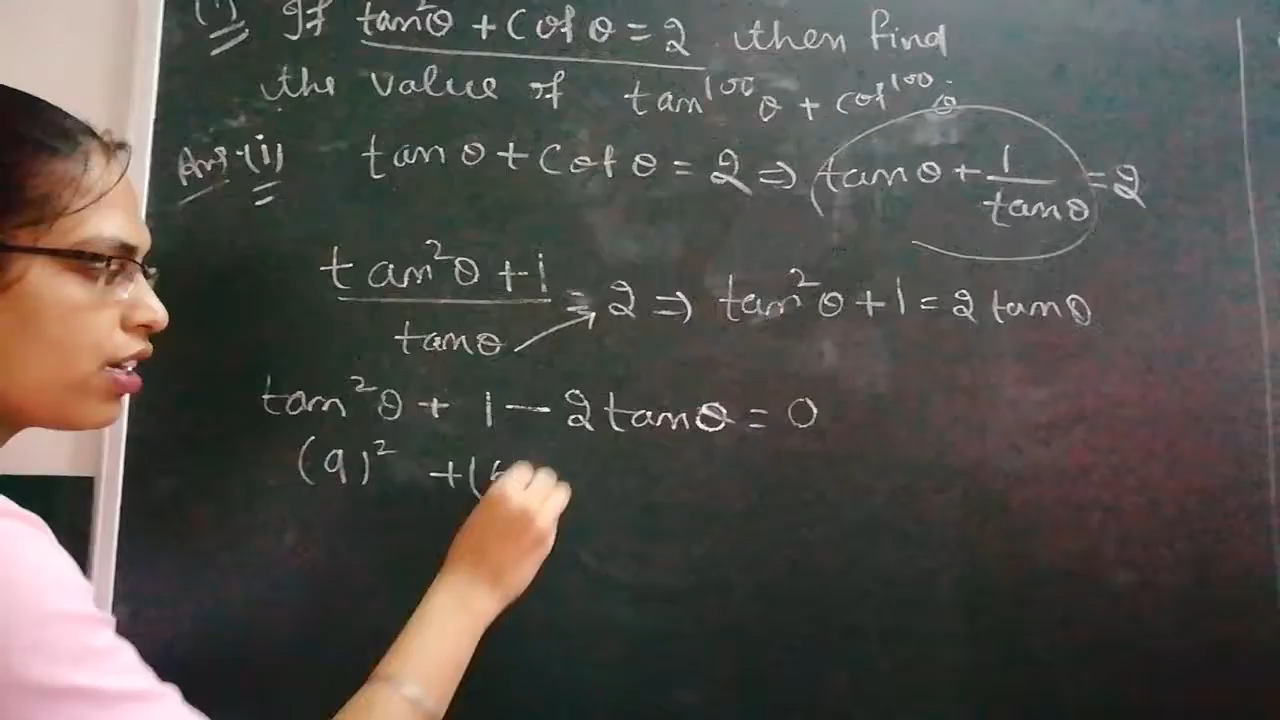 (i) If tan²θ + Cot θ = 2 then find
the value of tan¹⁰⁰θ + cot¹⁰⁰θ
Ans-(i) tan θ + Cot θ = 2 ⇒ (tan θ + 1/tan θ = 2
tan²θ + 1 / tan θ = 2 ⇒ tan²θ + 1 = 2 tan θ
tan²θ + 1 - 2 tan θ = 0
(a)² + (